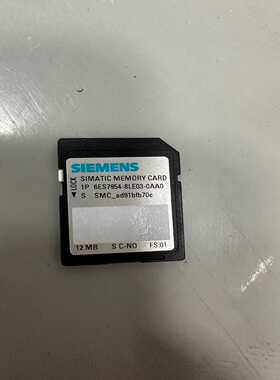 SIEMENS
SIMATIC MEMORY CARD
1P 6ES7954-8LE03-0AA0
S SMC_ad91bfb70c
LOCK
12 MB S C-NO FS:01